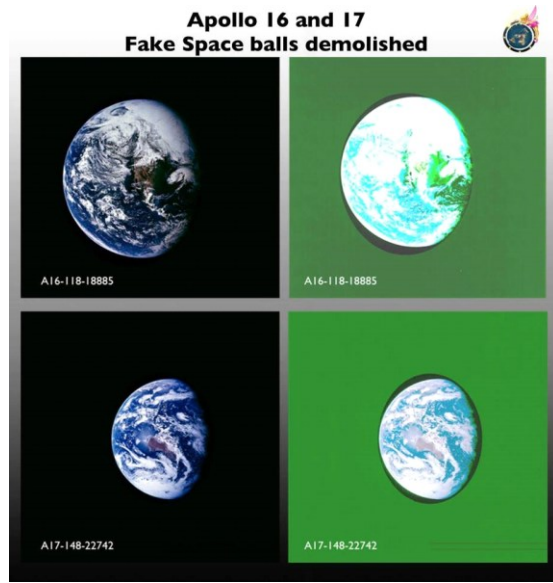 Apollo 16 and 17
Fake Space balls demolished
A16-118-18885
A16-118-18885
A17-148-22742
A17-148-22742